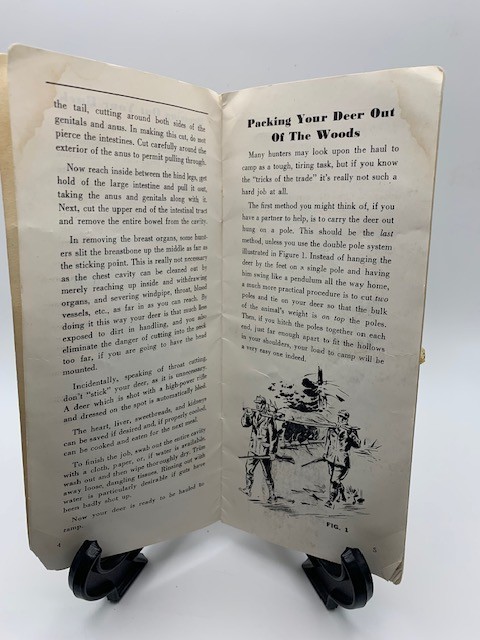 the tail, cutting around both sides of the
genitals and anus. In making this cut, do not
pierce the intestines. Cut carefully around the
exterior of the anus to permit pulling through.
Now reach inside between the hind legs, get
hold of the large intestine and pull it out,
taking the anus and genitals along with it.
Next, cut the upper end of the intestinal tract
and remove the entire bowel from the cavity.
In removing the breast organs, some hunt-
ers slit the breastbone up the middle as far as
the sticking point. This is really not necessary
as the chest cavity can be cleaned out by
merely reaching up inside and withdrawing
organs, and severing windpipe, throat, blood
vessels, etc., as far in as you can reach. By
doing it this way your deer is that much less
exposed to dirt in handling, and you also
eliminate the danger of cutting into the neck
too far, if you are going to have the head
mounted.
Incidentally, speaking of throat cutting,
don't "stick" your deer, as it is unnecessary.
A deer which is shot with a high-power rifle
and dressed on the spot is automatically bled.
The heart, liver, sweetbreads, and kidneys
can be saved if desired and, if properly cooled,
can be cooked and eaten for the next meal.
To finish the job, swab out the entire cavity
with a cloth, paper, or, if water is available,
wash out and then wipe thoroughly dry. Trim
away loose, dangling tissues. Rinsing out with
water is particularly desirable if guts have
been badly shot up.
Now your deer is ready to be hauled to
camp.
4
Packing Your Deer Out
Of The Woods
Many hunters may look upon the haul to
camp as a tough, tiring task, but if you know
the "tricks of the trade" it's really not such a
hard job at all.
The first method you might think of, if you
have a partner to help, is to carry the deer out
hung on a pole. This should be the last
method, unless you use the double pole system
illustrated in Figure 1. Instead of hanging the
deer by the feet on a single pole and having
him swing like a pendulum all the way home,
a much more practical procedure is to cut two
poles and tie on your deer so that the bulk
of the animal's weight is on top the poles.
Then, if you hitch the poles together on each
end, just far enough apart to fit the hollows
in your shoulders, your load to camp will be
a very easy one indeed.
FIG. 1
5